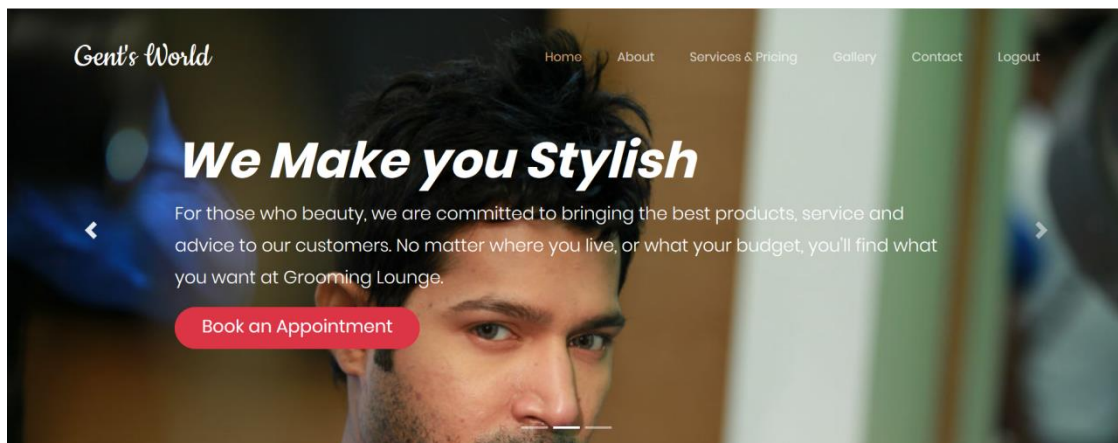 Gent's World
Home About Services & Pricing Gallery Contact Logout
We Make you Stylish
For those who beauty, we are committed to bringing the best products, service and
advice to our customers. No matter where you live, or what your budget, you'll find what
you want at Grooming Lounge.
Book an Appointment